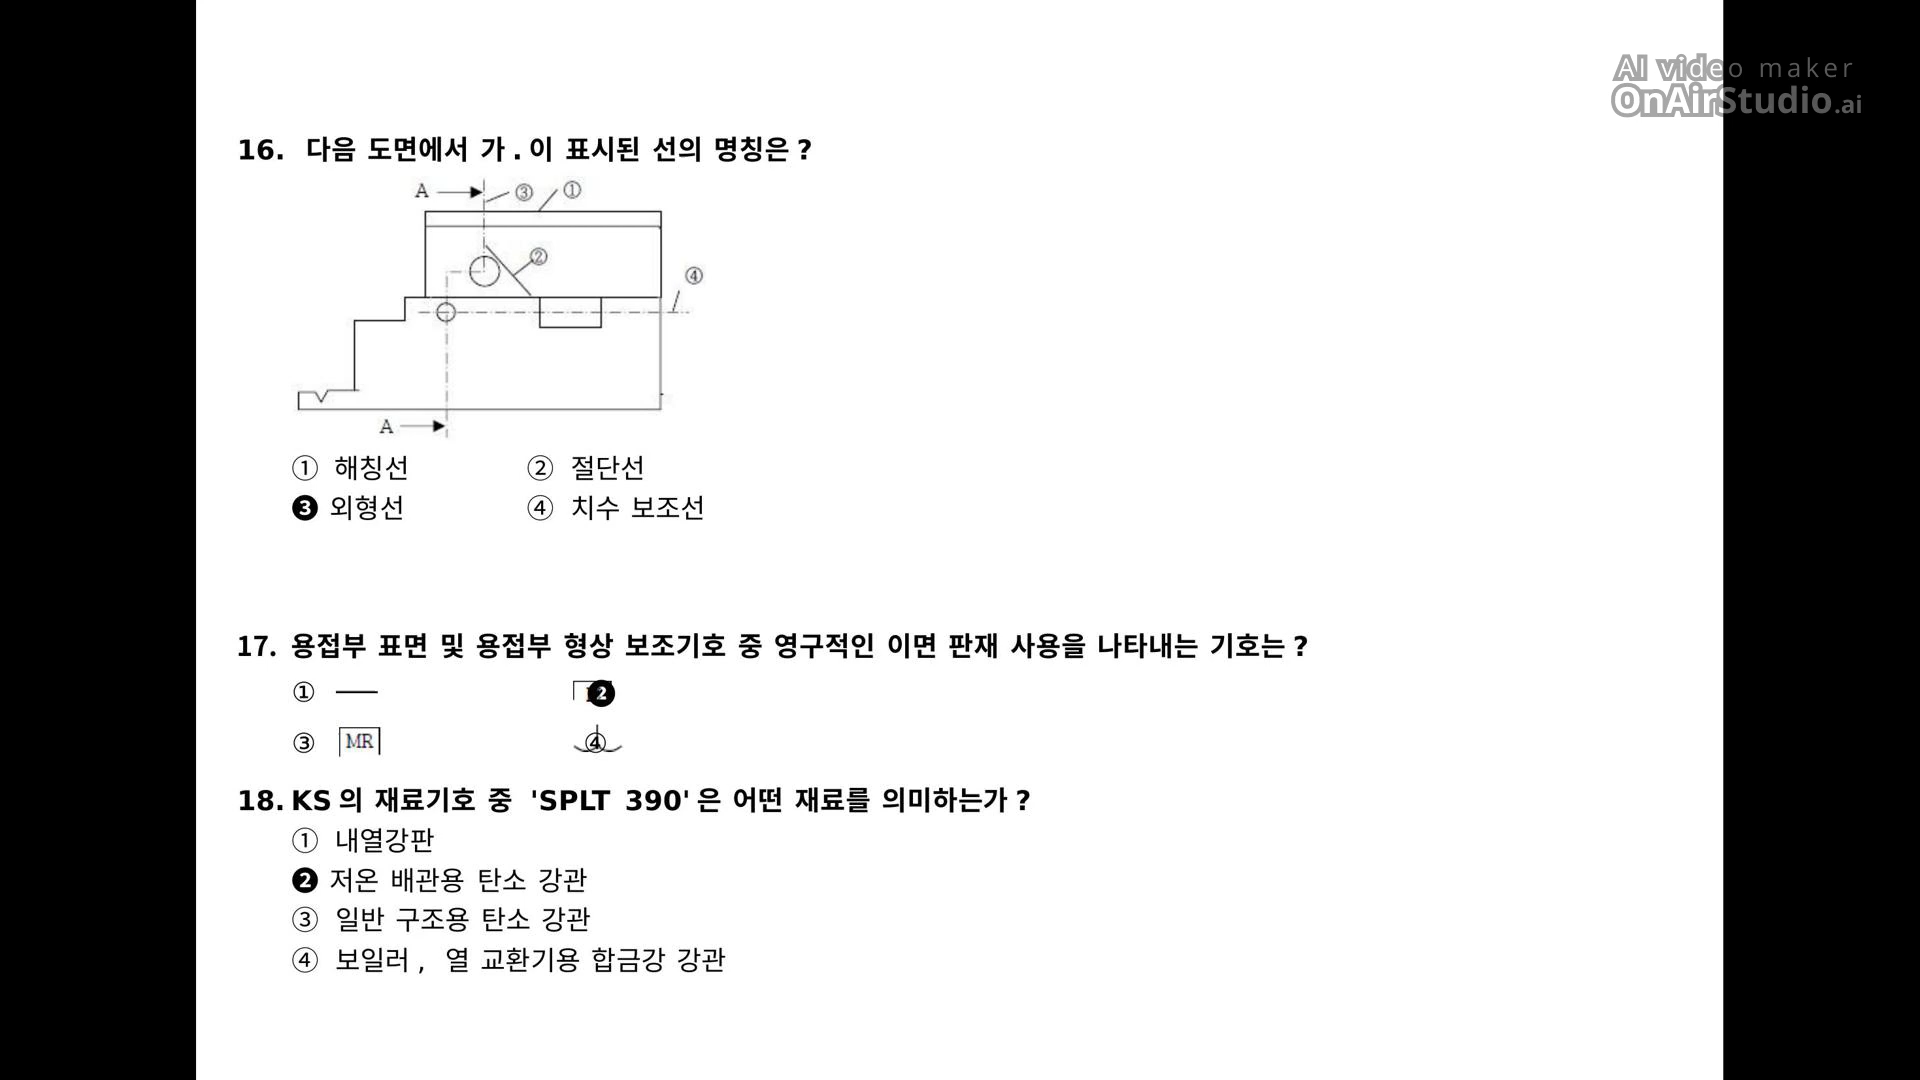 AI video maker
OnAirStudio.ai
16. 다음 도면에서 가.이 표시된 선의 명칭은?
A ③ ①
②
④
A
① 해칭선 ② 절단선
❸ 외형선 ④ 치수 보조선
17. 용접부 표면 및 용접부 형상 보조기호 중 영구적인 이면 판재 사용을 나타내는 기호는?
① ❷
③ MR ④
18. KS의 재료기호 중 'SPLT 390'은 어떤 재료를 의미하는가?
① 내열강판
❷ 저온 배관용 탄소 강관
③ 일반 구조용 탄소 강관
④ 보일러, 열 교환기용 합금강 강관